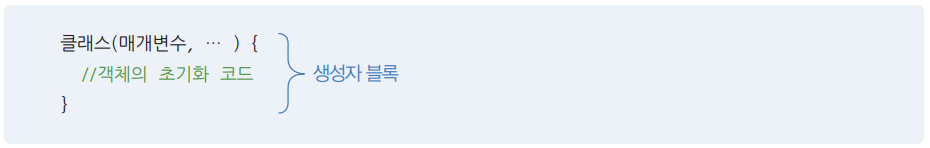 클래스(매개변수, … ) {
//객체의 초기화 코드
생성자 블록
}